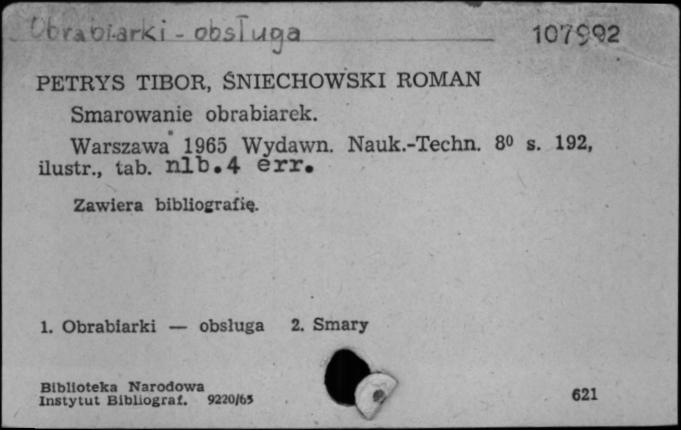 Obrabiarki - obsługa 107992
PETRYS TIBOR, ŚNIECHOWSKI ROMAN
Smarowanie obrabiarek.
Warszawa 1965 Wydawn. Nauk.-Techn. 8⁰ s. 192,
ilustr., tab. nlb.4 err.
Zawiera bibliografię.
1. Obrabiarki — obsługa 2. Smary
Biblioteka Narodowa
Instytut Bibliograf. 9220/65 621